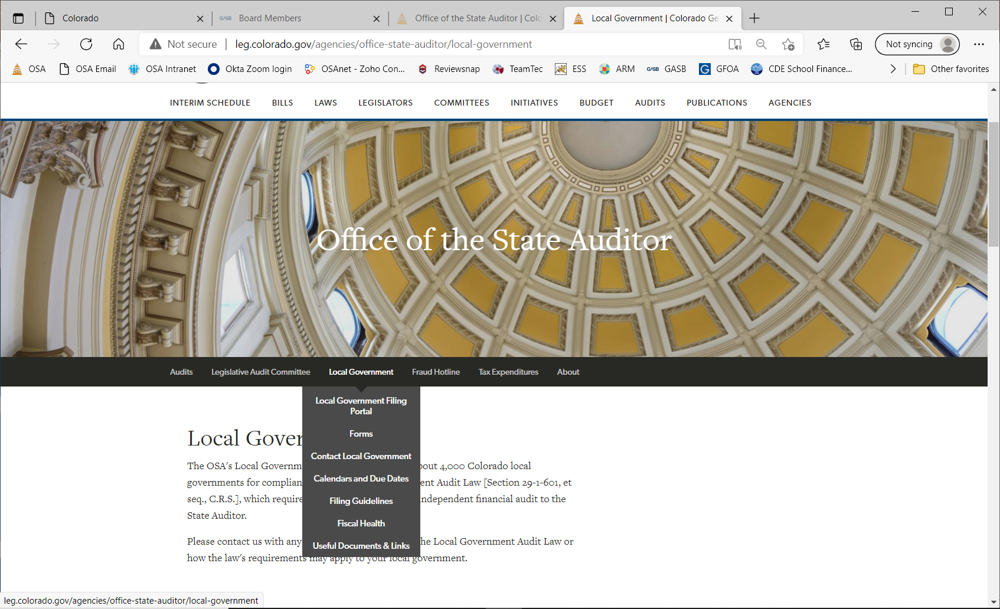 Colorado
GASB Board Members
Office of the State Auditor | Colo
Local Government | Colorado Ge
Not secure | leg.colorado.gov/agencies/office-state-auditor/local-government
Not syncing
OSA OSA Email OSA Intranet Okta Zoom login OSAnet - Zoho Con... Reviewsnap TeamTec ESS ARM GASB GASB G GFOA CDE School Finance... Other favorites
INTERIM SCHEDULE BILLS LAWS LEGISLATORS COMMITTEES INITIATIVES BUDGET AUDITS PUBLICATIONS AGENCIES
Office of the State Auditor
Audits Legislative Audit Committee Local Government Fraud Hotline Tax Expenditures About
Local Government Filing
Portal
Forms
Contact Local Government
Calendars and Due Dates
Filing Guidelines
Fiscal Health
Useful Documents & Links
Local Gover
The OSA's Local Governm out 4,000 Colorado local
governments for complian ent Audit Law [Section 29-1-601, et
seq., C.R.S.], which require ndependent financial audit to the
State Auditor.
Please contact us with any he Local Government Audit Law or
how the law's requirements may apply to your local government.
leg.colorado.gov/agencies/office-state-auditor/local-government